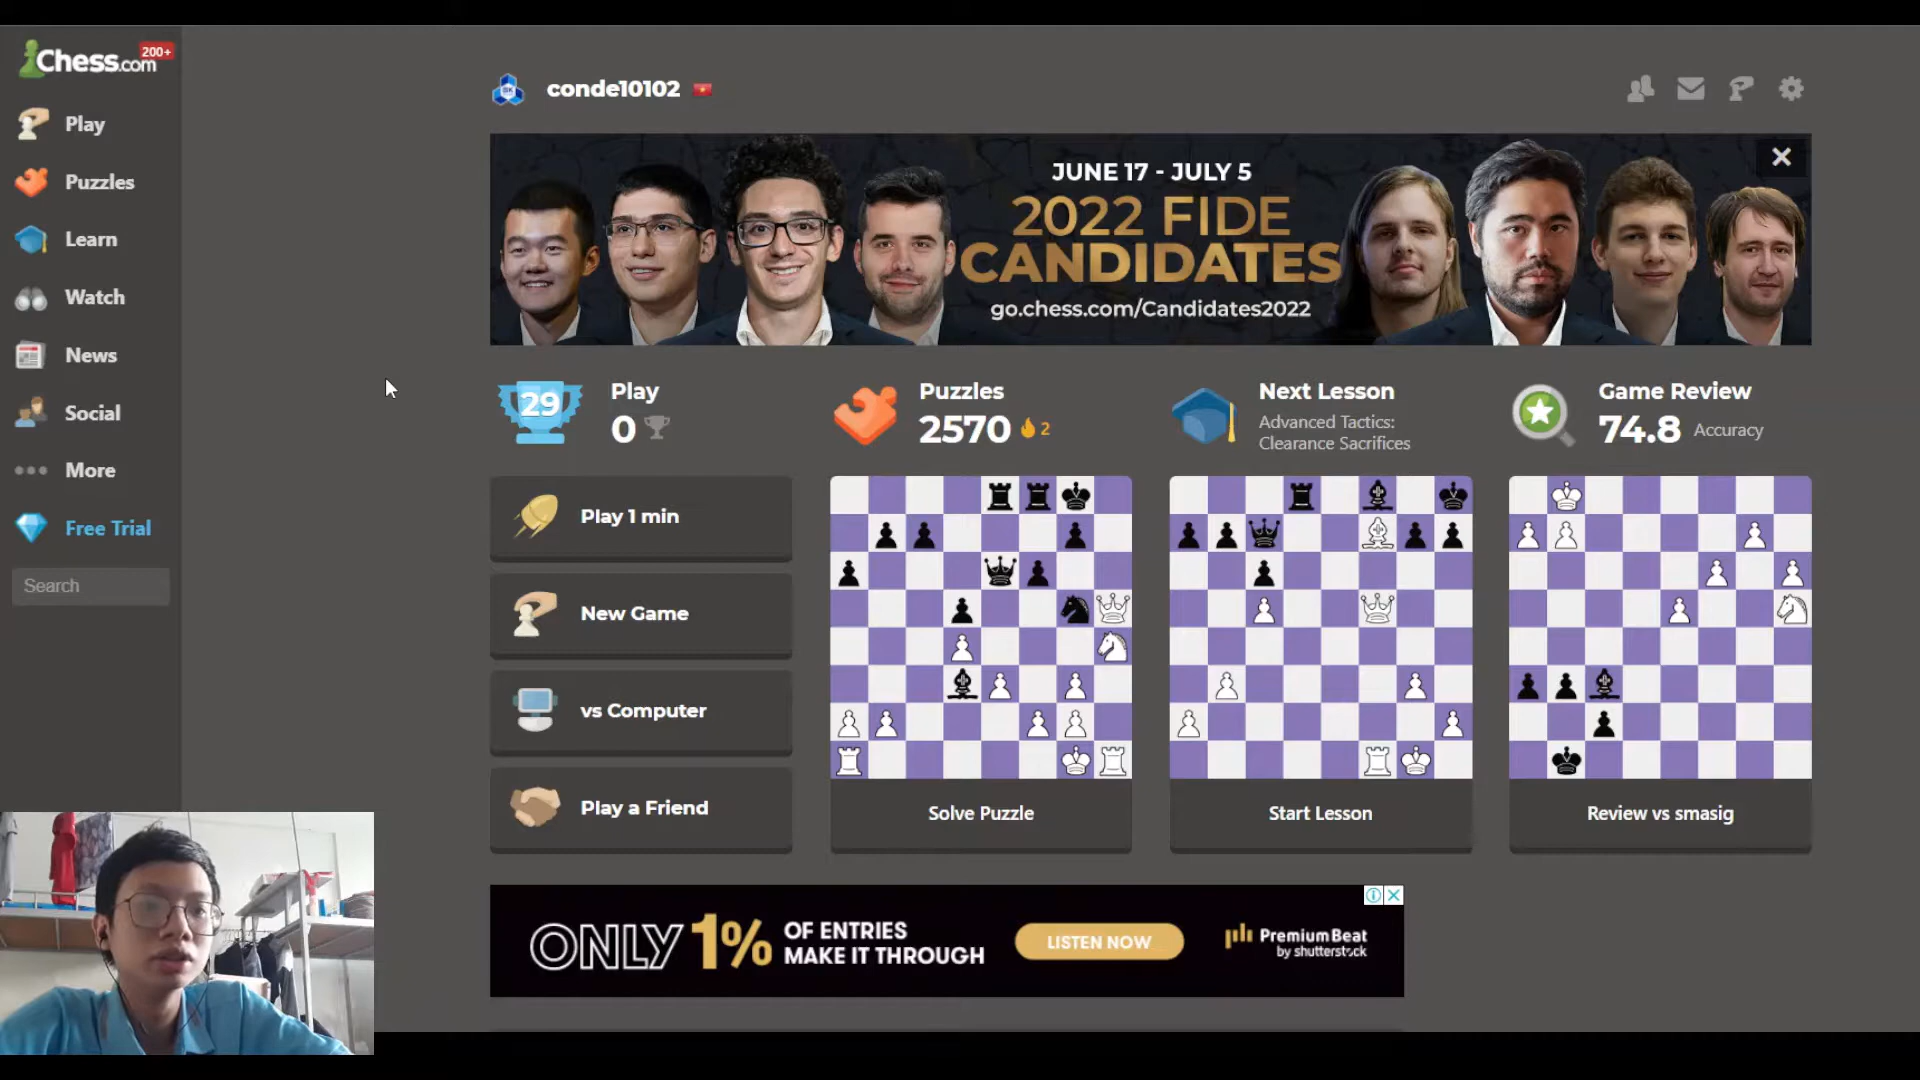 Chess.com
200+
Play
Puzzles
Learn
Watch
News
Social
More
Free Trial
Search
conde10102
JUNE 17 - JULY 5
2022 FIDE
CANDIDATES
go.chess.com/Candidates2022
29
Play
0
Puzzles
2570
2
Next Lesson
Advanced Tactics:
Clearance Sacrifices
Game Review
74.8 Accuracy
Play 1 min
New Game
vs Computer
Play a Friend
Solve Puzzle
Start Lesson
Review vs smasig
ONLY 1%
OF ENTRIES
MAKE IT THROUGH
LISTEN NOW
PremiumBeat
by shutterstock